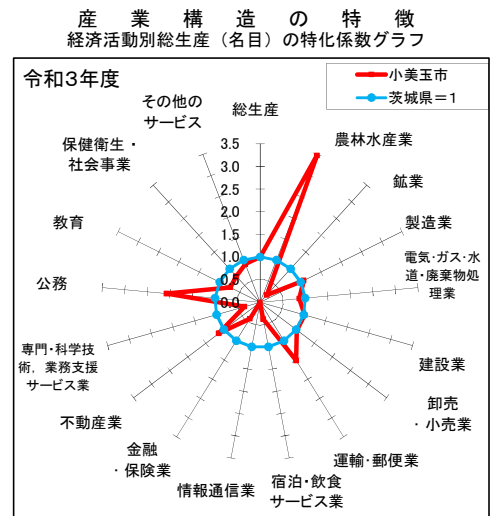 産業構造の特徴
経済活動別総生産（名目）の特化係数グラフ
令和3年度
小美玉市
茨城県＝1
総生産
農林水産業
鉱業
製造業
電気･ガス･水
道･廃棄物処
理業
建設業
卸売
・小売業
運輸･郵便業
宿泊・飲食
サービス業
情報通信業
金融
・保険業
不動産業
専門・科学技
術，業務支援
サービス業
公務
教育
保健衛生・
社会事業
その他の
サービス
3.5
3.0
2.5
2.0
1.5
1.0
0.5
0.0